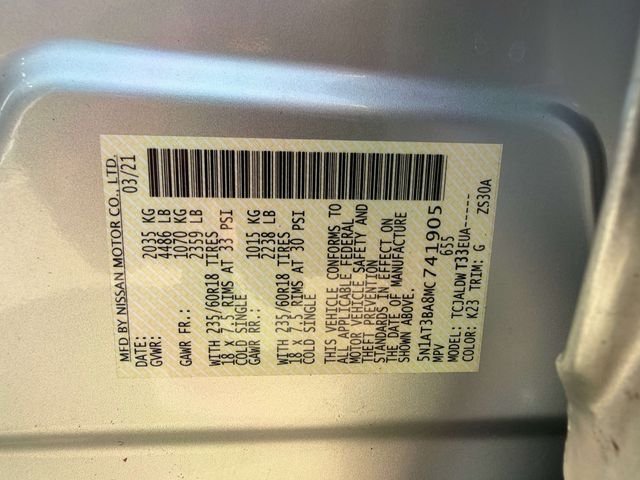 MFD BY NISSAN MOTOR CO., LTD.
DATE: 03/21
GVWR: 2035 KG
4486 LB
GAWR FR.: 1070 KG
2359 LB
WITH 235/60R18 TIRES
18 X 7.5 RIMS AT 33 PSI
COLD SINGLE
GAWR RR.: 1015 KG
2238 LB
WITH 235/60R18 TIRES
18 X 7.5 RIMS AT 30 PSI
COLD SINGLE
THIS VEHICLE CONFORMS TO
ALL APPLICABLE FEDERAL
MOTOR VEHICLE SAFETY AND
THEFT PREVENTION
STANDARDS IN EFFECT ON
THE DATE OF MANUFACTURE
SHOWN ABOVE.
5N1AT3BA8MC741905
MPV 655
MODEL: TCJALDWT33EUA-----
COLOR: K23 TRIM: G ZS30A